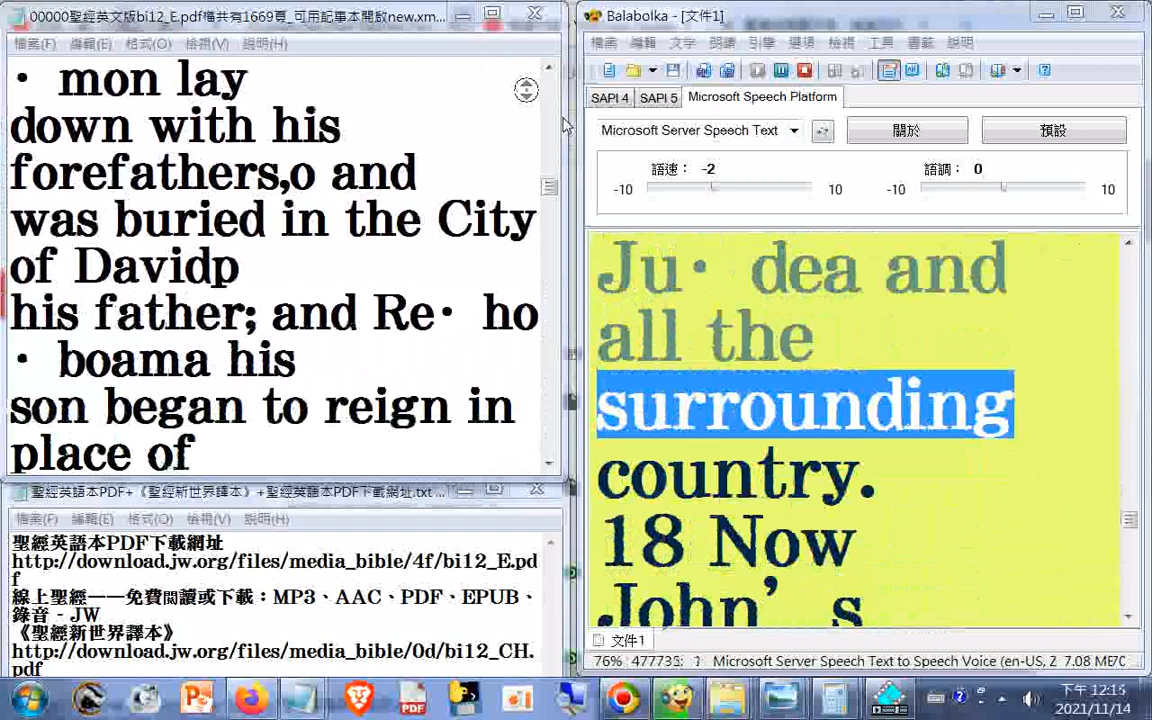 00000聖經英文版bi12_E.pdf檔共有1669頁_可用記事本開啟new.xm...
檔案(F) 編輯(E) 格式(O) 檢視(V) 說明(H)
· mon lay
down with his
forefathers,o and
was buried in the City
of Davidp
his father; and Re· ho
· boama his
son began to reign in
place of
聖經英語本PDF+《聖經新世界譯本》+聖經英語本PDF下載網址.txt ...
檔案(F) 編輯(E) 格式(O) 檢視(V) 說明(H)
聖經英語本PDF下載網址
http://download.jw.org/files/media_bible/4f/bi12_E.pd
f
線上聖經──免費閱讀或下載：MP3、AAC、PDF、EPUB、
錄音 - JW
《聖經新世界譯本》
http://download.jw.org/files/media_bible/0d/bi12_CH.
pdf
Balabolka - [文件1]
檔案 編輯 文字 朗讀 引擎 選項 檢視 工具 書籤 說明
SAPI 4 SAPI 5 Microsoft Speech Platform
Microsoft Server Speech Text 關於 預設
語速： -2 語調： 0
-10 10 -10 10
Ju· dea and
all the
surrounding
country.
18 Now
John’ s
文件1
76% 1 Microsoft Server Speech Text to Speech Voice (en-US, Z 7.08 ME
下午 12:15
2021/11/14